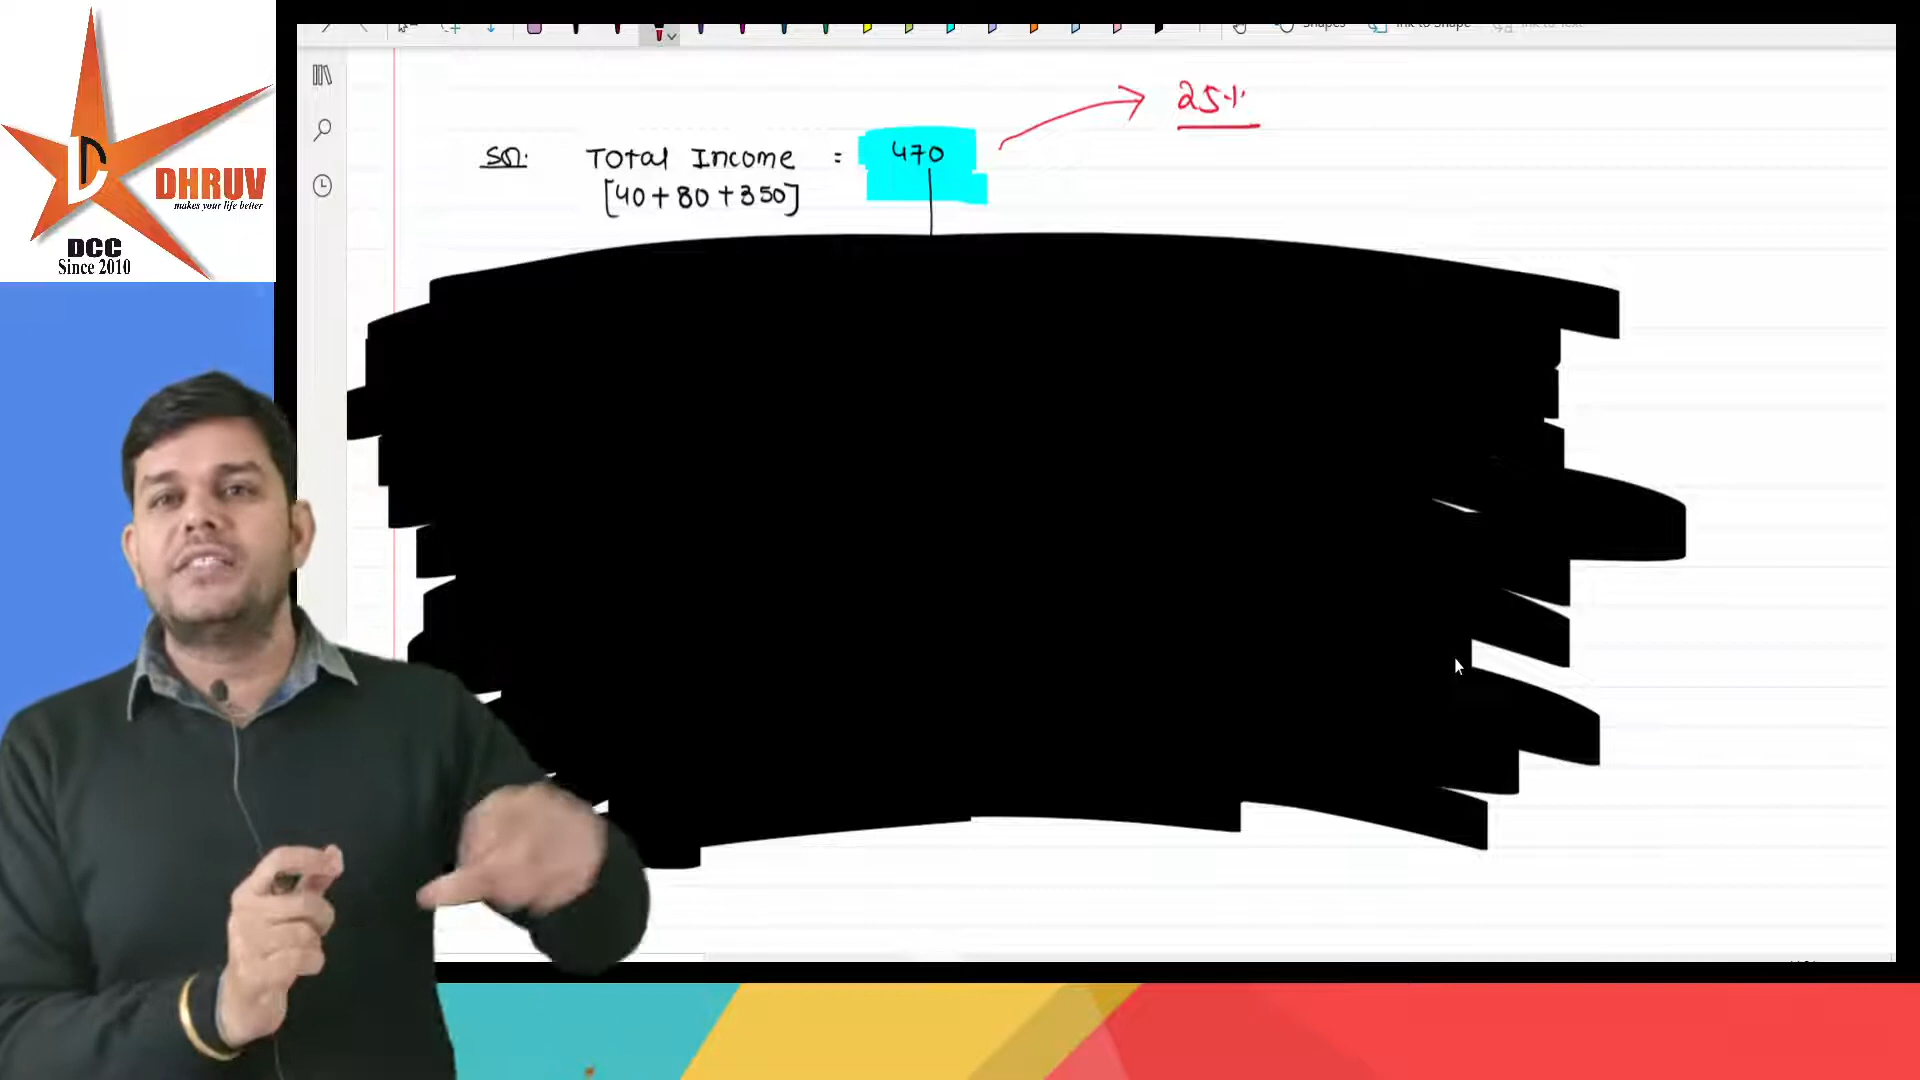 DHRUV
makes your life better
DCC
Since 2010
25%
Sol. Total Income = 470
[40+80+350]